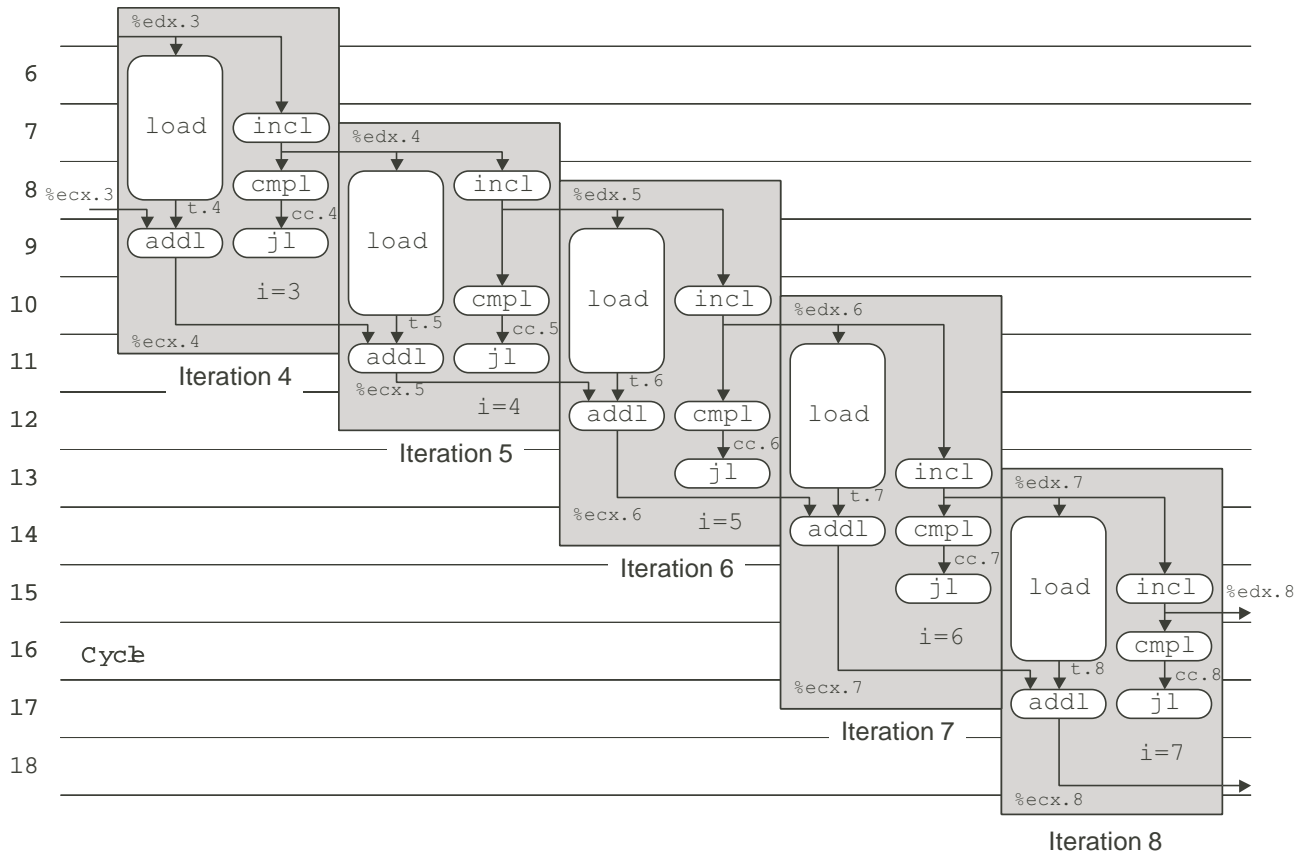 %edx.3
6
load
incl
7
%edx.4
8
%ecx.3
t.4
cmpl
cc.4
load
incl
%edx.5
9
addl
jl
load
i=3
10
cmpl
incl
%edx.6
t.5
cc.5
11
%ecx.4
addl
jl
load
Iteration 4
%ecx.5
t.6
i=4
12
addl
cmpl
cc.6
Iteration 5
13
jl
incl
%edx.7
t.7
%ecx.6
i=5
14
addl
cmpl
cc.7
Iteration 6
15
jl
load
incl
%edx.8
i=6
16
Cycle
cmpl
t.8
cc.8
%ecx.7
17
addl
jl
Iteration 7
i=7
18
%ecx.8
Iteration 8